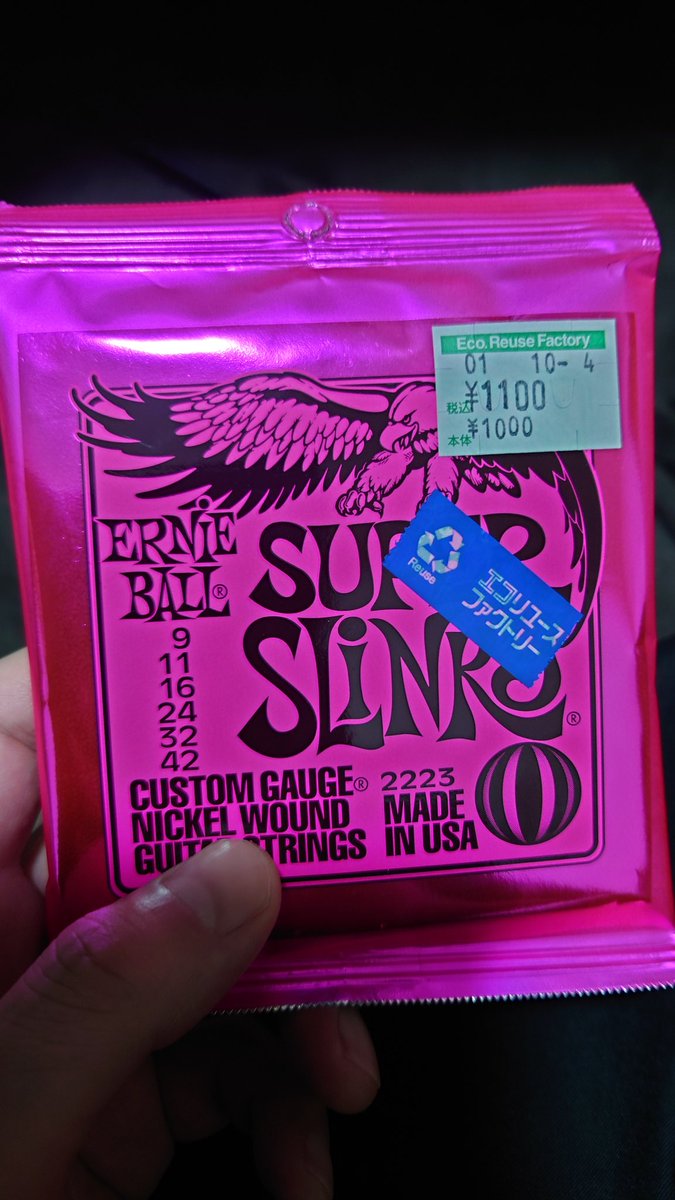 Eco.Reuse Factory
01 10- 4
税込 ¥1100
本体 ¥1000
ERNiE
BALL®
SUPER
SLiNKY®
Reuse
エコリユース
ファクトリー
9
11
16
24
32
42
CUSTOM GAUGE® 2223
NICKEL WOUND
GUITAR STRINGS
MADE
IN USA